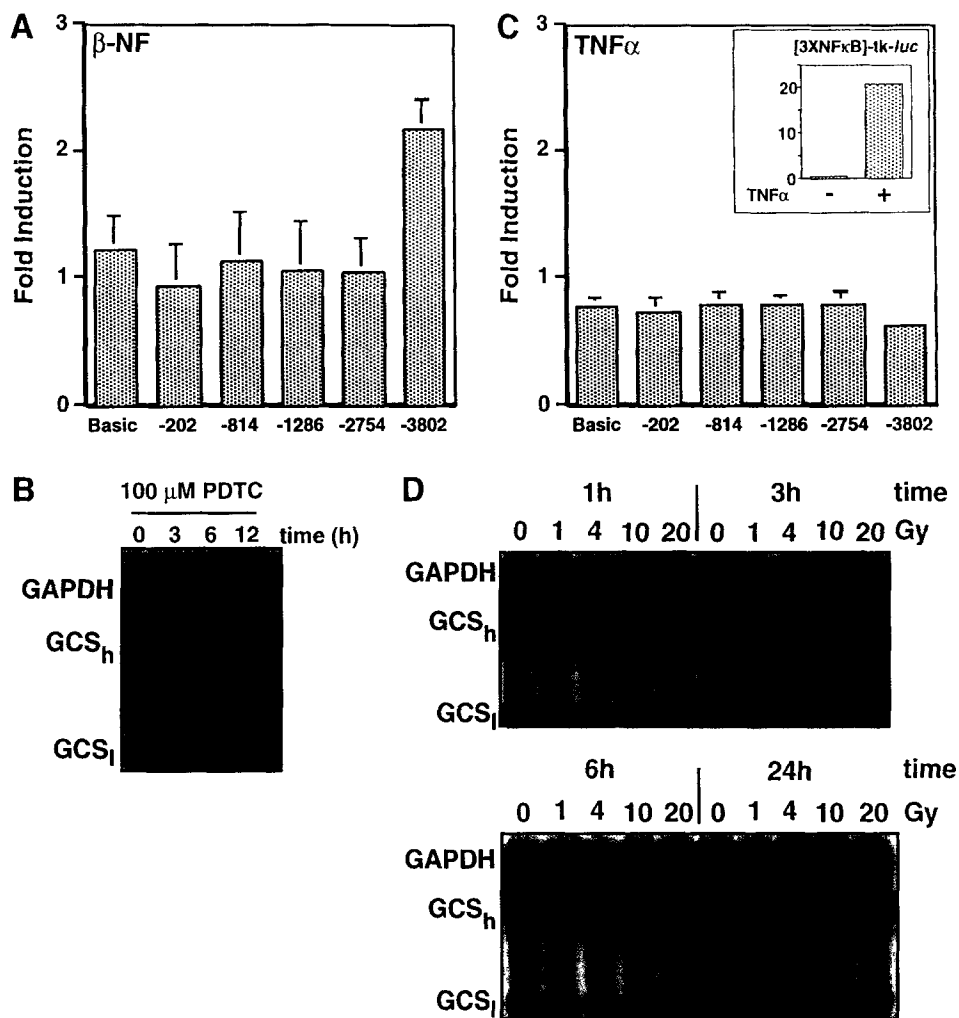 A
β-NF
Fold Induction
3
2
1
0
Basic -202 -814 -1286 -2754 -3802
C
TNFα
Fold Induction
3
2
1
0
Basic -202 -814 -1286 -2754 -3802
[3XNFκB]-tk-luc
20
10
0
TNFα - +
B
100 μM PDTC
0 3 6 12 time (h)
GAPDH
GCSh
GCSl
D
1h 3h time
0 1 4 10 20 0 1 4 10 20 Gy
GAPDH
GCSh
GCSl
6h 24h time
0 1 4 10 20 0 1 4 10 20 Gy
GAPDH
GCSh
GCSl